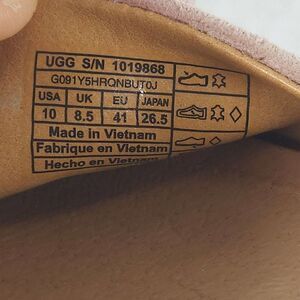 UGG S/N 1019868
G091Y5HRQNBUT0J
USA UK EU JAPAN
10 8.5 41 26.5
Made in Vietnam
Fabrique en Vietnam
Hecho en Vietnam